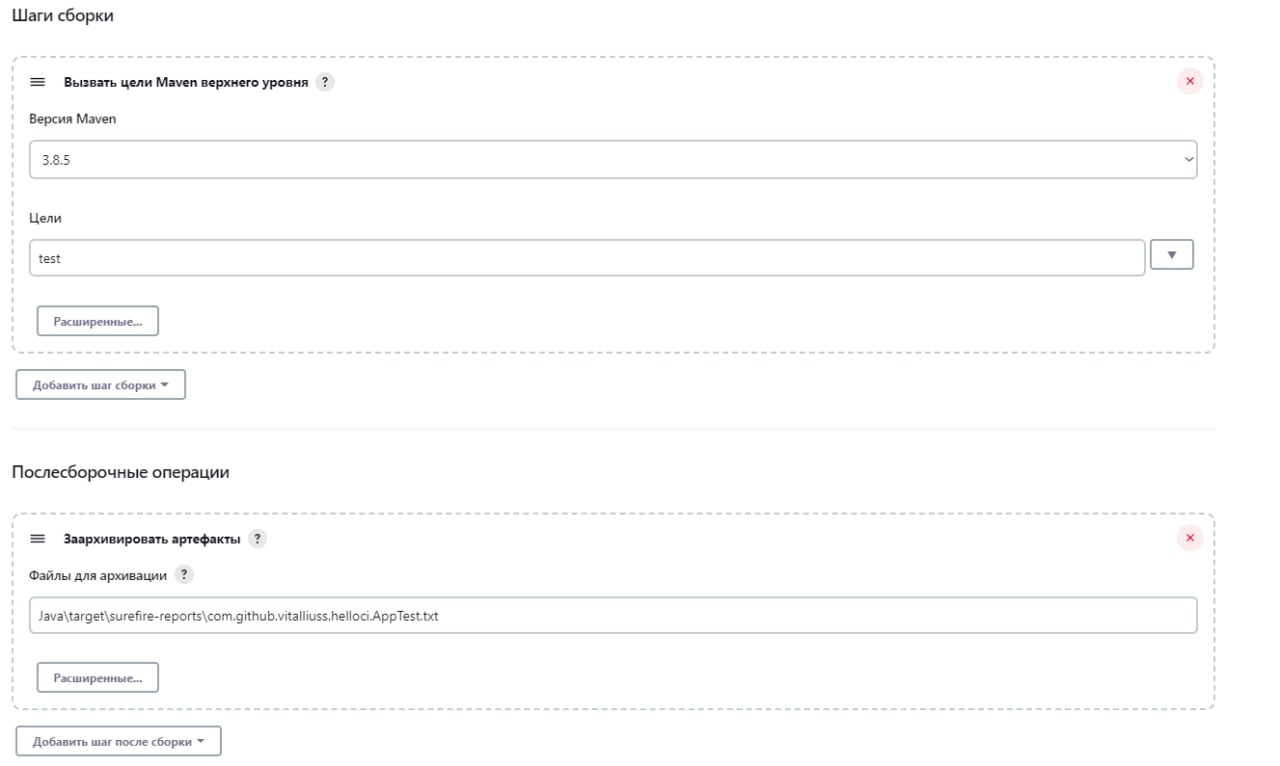 Шаги сборки
Вызвать цели Maven верхнего уровня ?
Версия Maven
3.8.5
Цели
test
Расширенные...
Добавить шаг сборки
Послесборочные операции
Заархивировать артефакты ?
Файлы для архивации ?
Java\target\surefire-reports\com.github.vitalliuss.helloci.AppTest.txt
Расширенные...
Добавить шаг после сборки